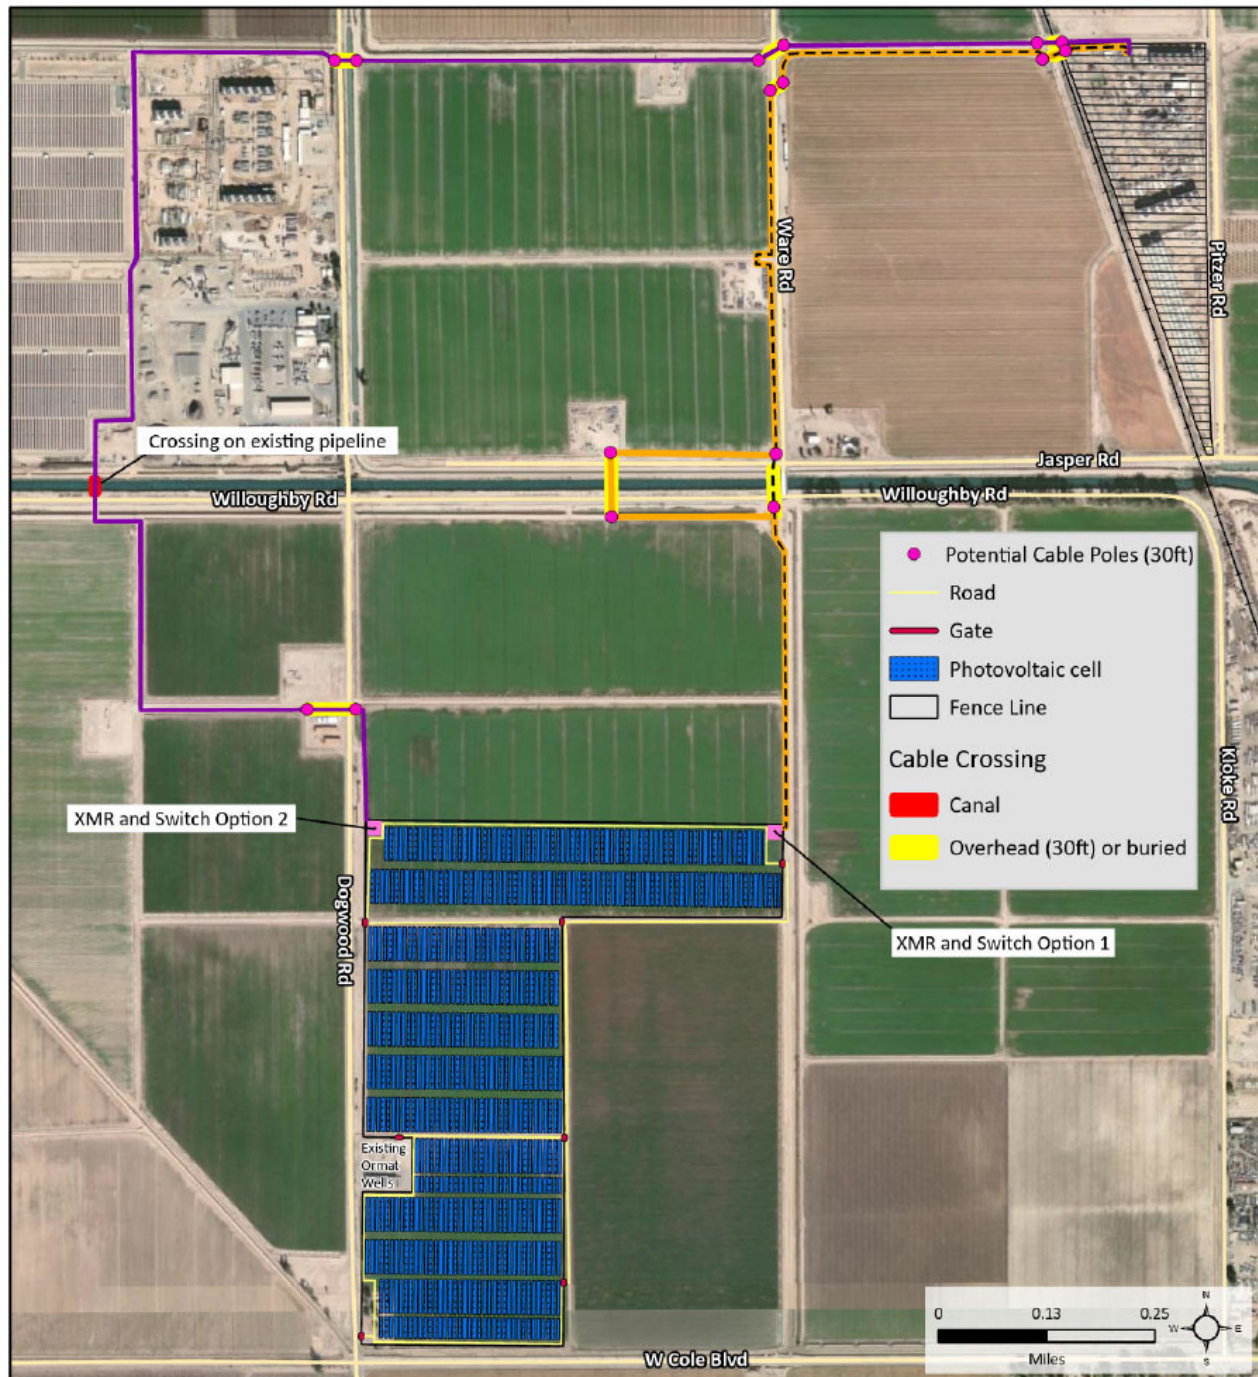 Ware Rd
Pitzer Rd
Crossing on existing pipeline
Jasper Rd
Willoughby Rd
Willoughby Rd
Potential Cable Poles (30ft)
Road
Gate
Photovoltaic cell
Fence Line
Cable Crossing
Canal
Overhead (30ft) or buried
Kloke Rd
XMR and Switch Option 2
Dogwood Rd
XMR and Switch Option 1
Existing
Ormat
Wells
0 0.13 0.25
Miles
N
W E
S
W Cole Blvd